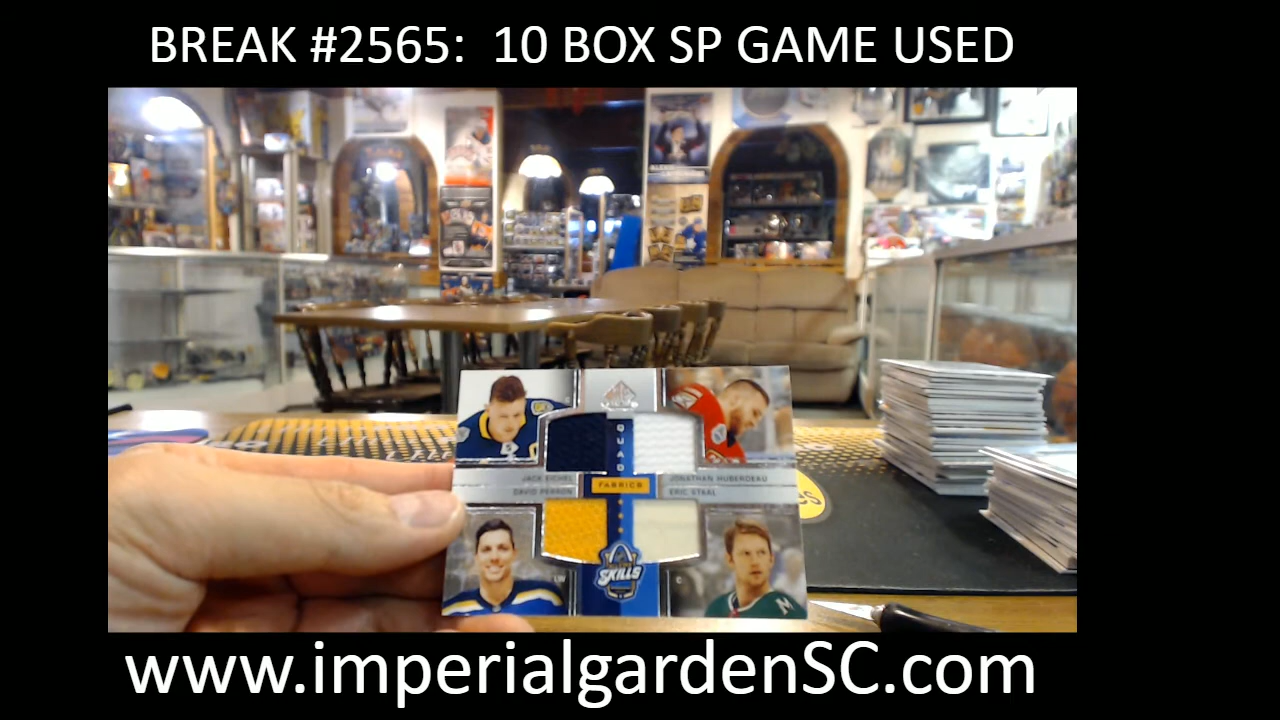 BREAK #2565:  10 BOX SP GAME USED
QUAD
JACK EICHEL
JONATHAN HUBERDEAU
FABRICS
DAVID PERRON
ERIC STAAL
LW
C
SKILLS
www.imperialgardenSC.com